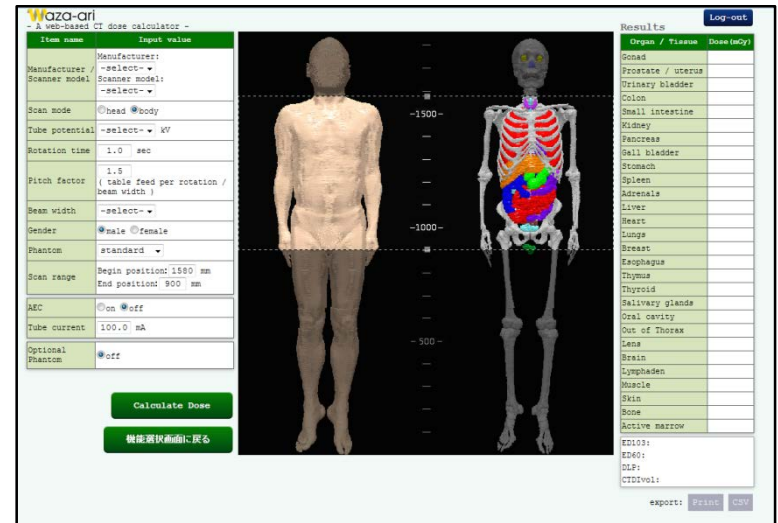 Waza-ari
- A web-based CT dose calculator -
Item name Input value
Manufacturer / Scanner model
Manufacturer:
-select-
Scanner model:
-select-
Scan mode head body
Tube potential -select- kV
Rotation time 1.0 sec
Pitch factor 1.5
( table feed per rotation /
beam width )
Beam width -select-
Gender male female
Phantom standard
Scan range
Begin position: 1580 mm
End position: 900 mm
AEC on off
Tube current 100.0 mA
Optional
Phantom
off
Calculate Dose
機能選択画面に戻る
-1500-
-1000-
- 500 -
Log-out
Results
Organ / Tissue Dose(mGy)
Gonad
Prostate / uterus
Urinary bladder
Colon
Small intestine
Kidney
Pancreas
Gall bladder
Stomach
Spleen
Adrenals
Liver
Heart
Lungs
Breast
Esophagus
Thymus
Thyroid
Salivary glands
Oral cavity
Out of Thorax
Lens
Brain
Lymphaden
Muscle
Skin
Bone
Active marrow
ED103:
ED60:
DLP:
CTDIvol:
export: Print CSV